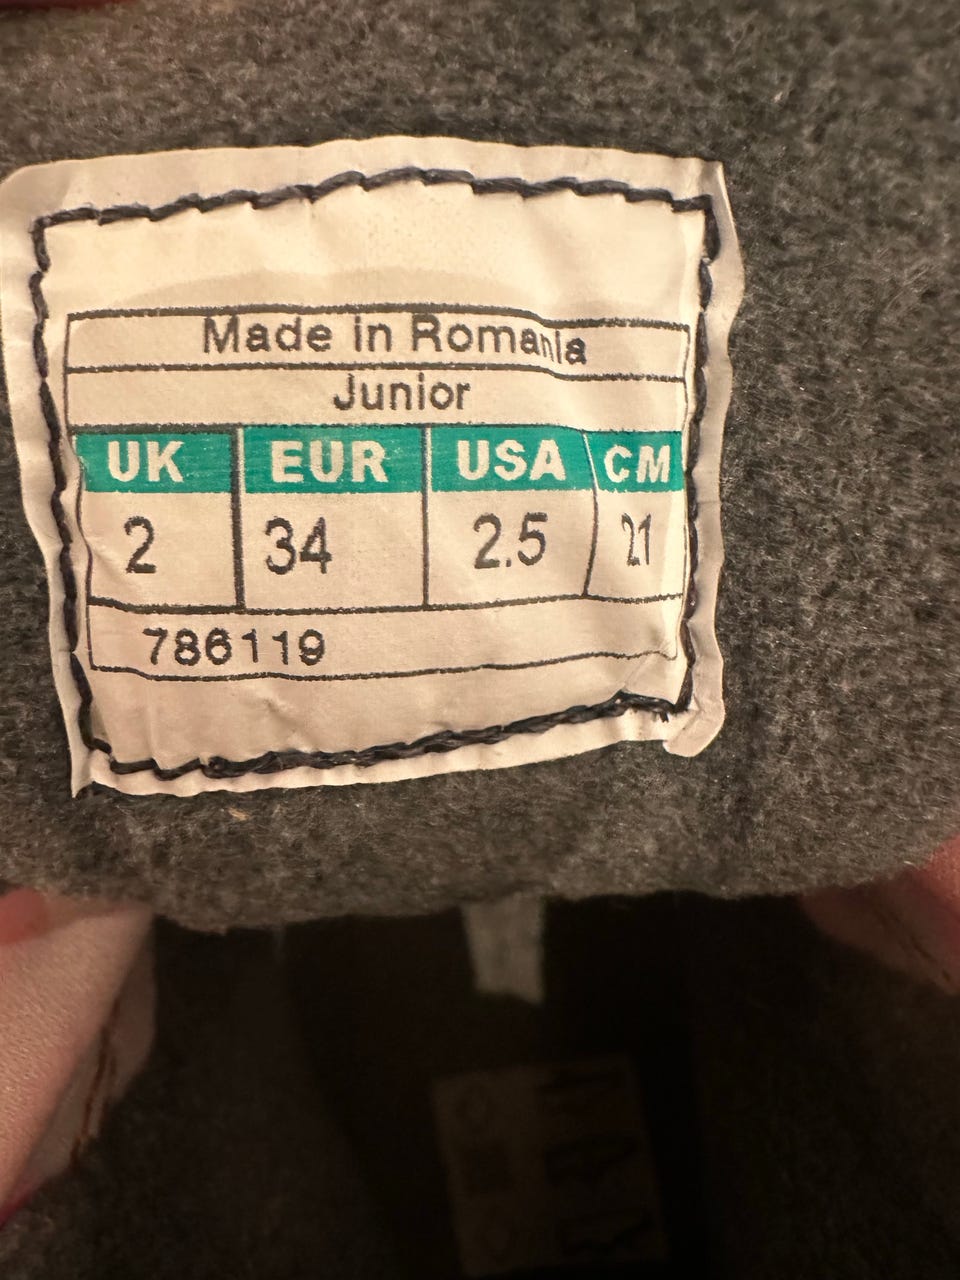 Made in Romania
Junior
UK EUR USA CM
2 34 2.5 21
786119